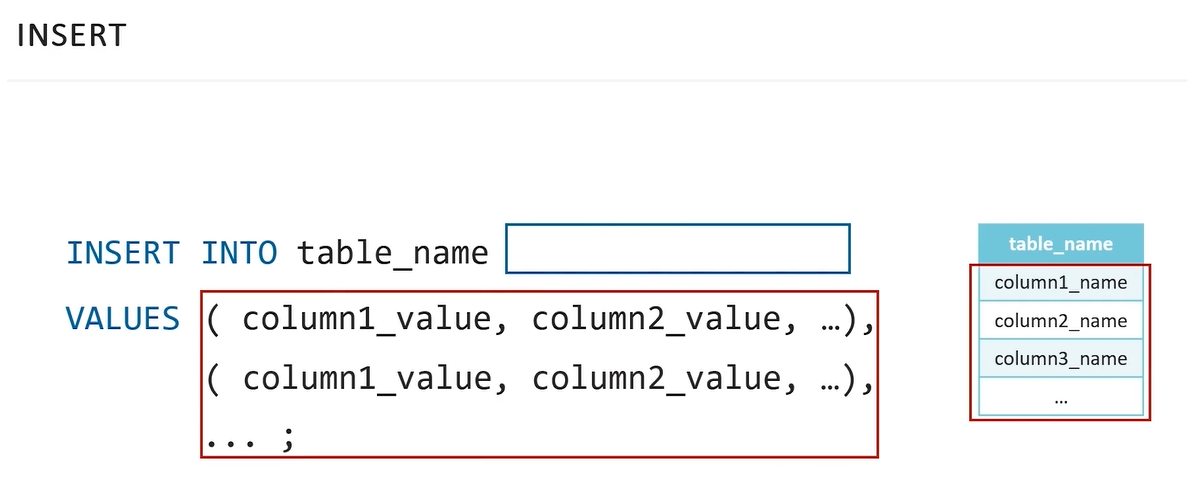 INSERT
INSERT INTO table_name
VALUES ( column1_value, column2_value, …),
( column1_value, column2_value, …),
... ;
table_name
column1_name
column2_name
column3_name
...